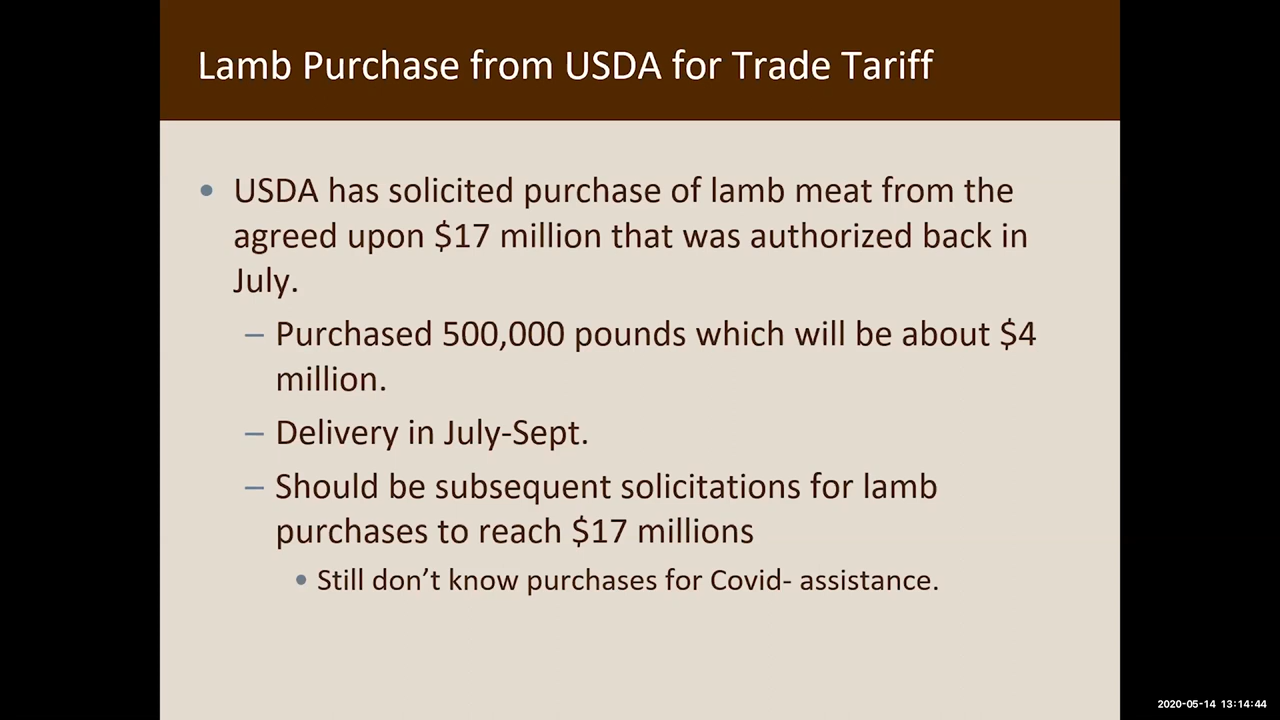 Lamb Purchase from USDA for Trade Tariff
• USDA has solicited purchase of lamb meat from the
agreed upon $17 million that was authorized back in
July.
– Purchased 500,000 pounds which will be about $4
million.
– Delivery in July-Sept.
– Should be subsequent solicitations for lamb
purchases to reach $17 millions
• Still don’t know purchases for Covid- assistance.
2020-05-14 13:14:44